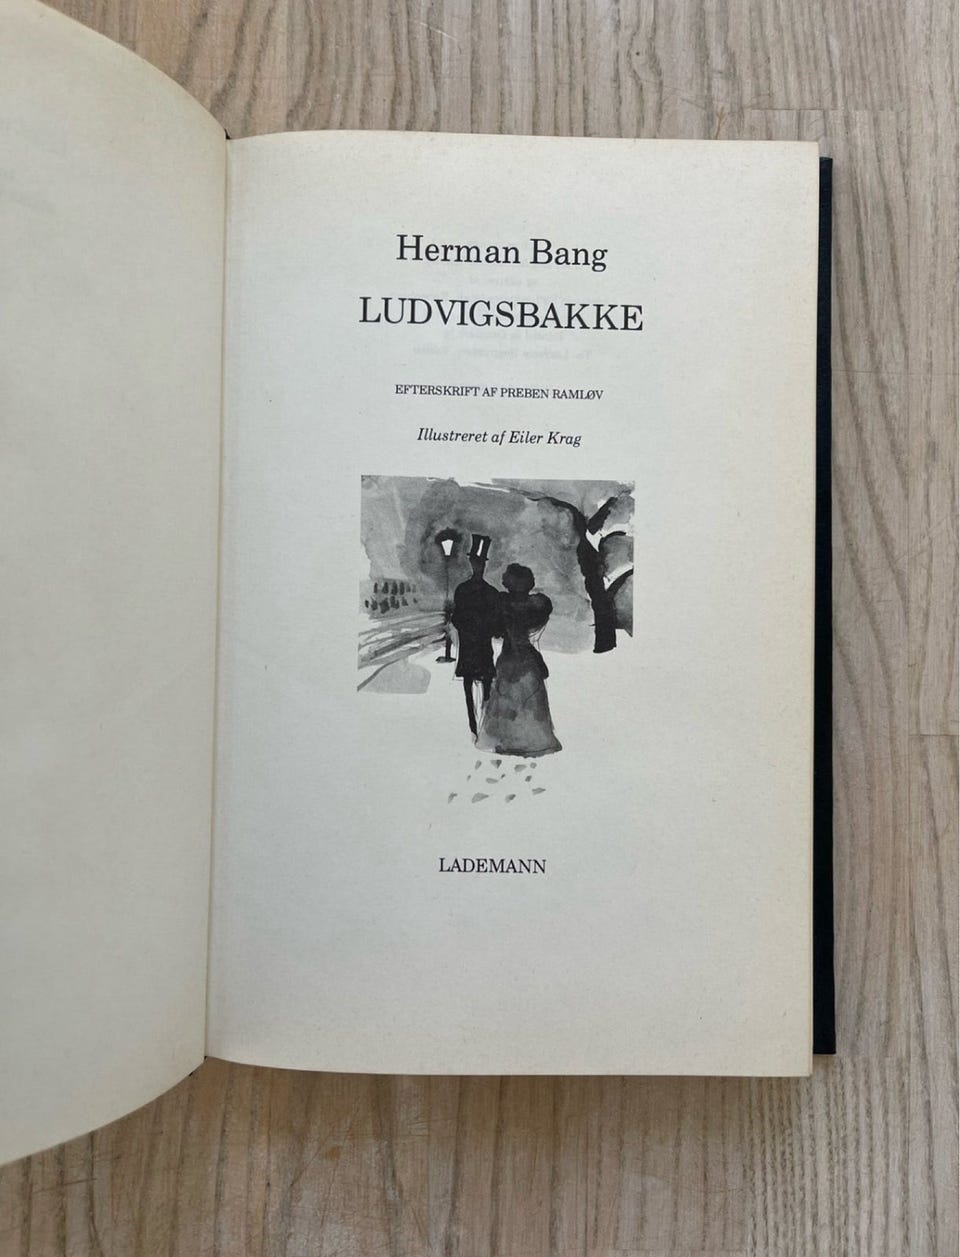 Herman Bang
LUDVIGSBAKKE
EFTERSKRIFT AF PREBEN RAMLØV
Illustreret af Eiler Krag
LADEMANN